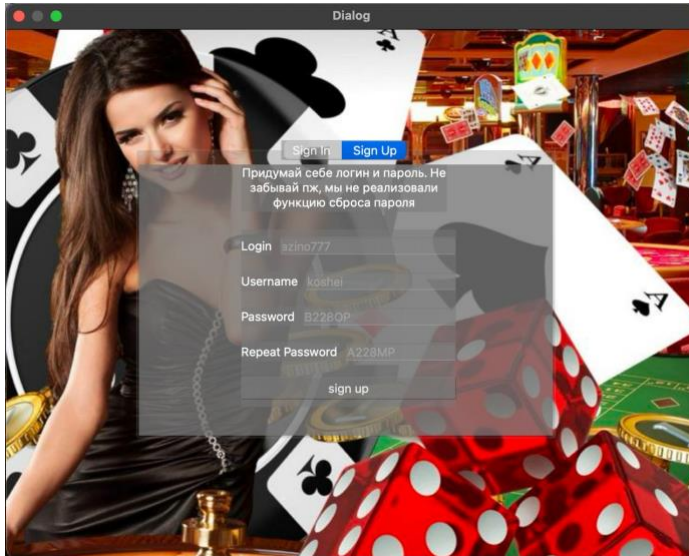 Dialog
Sign In Sign Up
Придумай себе логин и пароль. Не
забывай пж, мы не реализовали
функцию сброса пароля
Login szino777
Username koshei
Password B228OP
Repeat Password A228MP
sign up
A
A
A